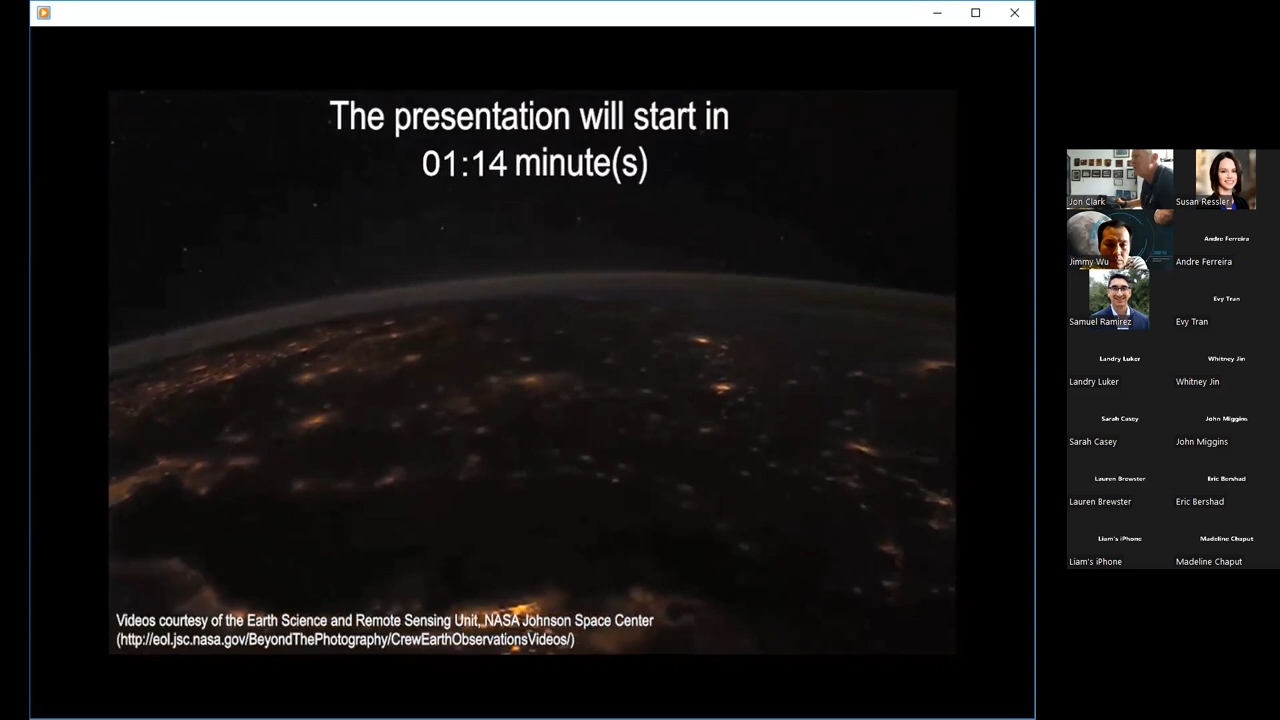 The presentation will start in
01:14 minute(s)
Videos courtesy of the Earth Science and Remote Sensing Unit, NASA Johnson Space Center
(http://eol.jsc.nasa.gov/BeyondThePhotography/CrewEarthObservationsVideos/)
Jon Clark
Susan Ressler
Jimmy Wu
Andre Ferreira
Andre Ferreira
Samuel Ramirez
Evy Tran
Evy Tran
Landry Luker
Landry Luker
Whitney Jin
Whitney Jin
Sarah Casey
Sarah Casey
John Miggins
John Miggins
Lauren Brewster
Lauren Brewster
Eric Bershad
Eric Bershad
Liam's iPhone
Liam's iPhone
Madeline Chaput
Madeline Chaput